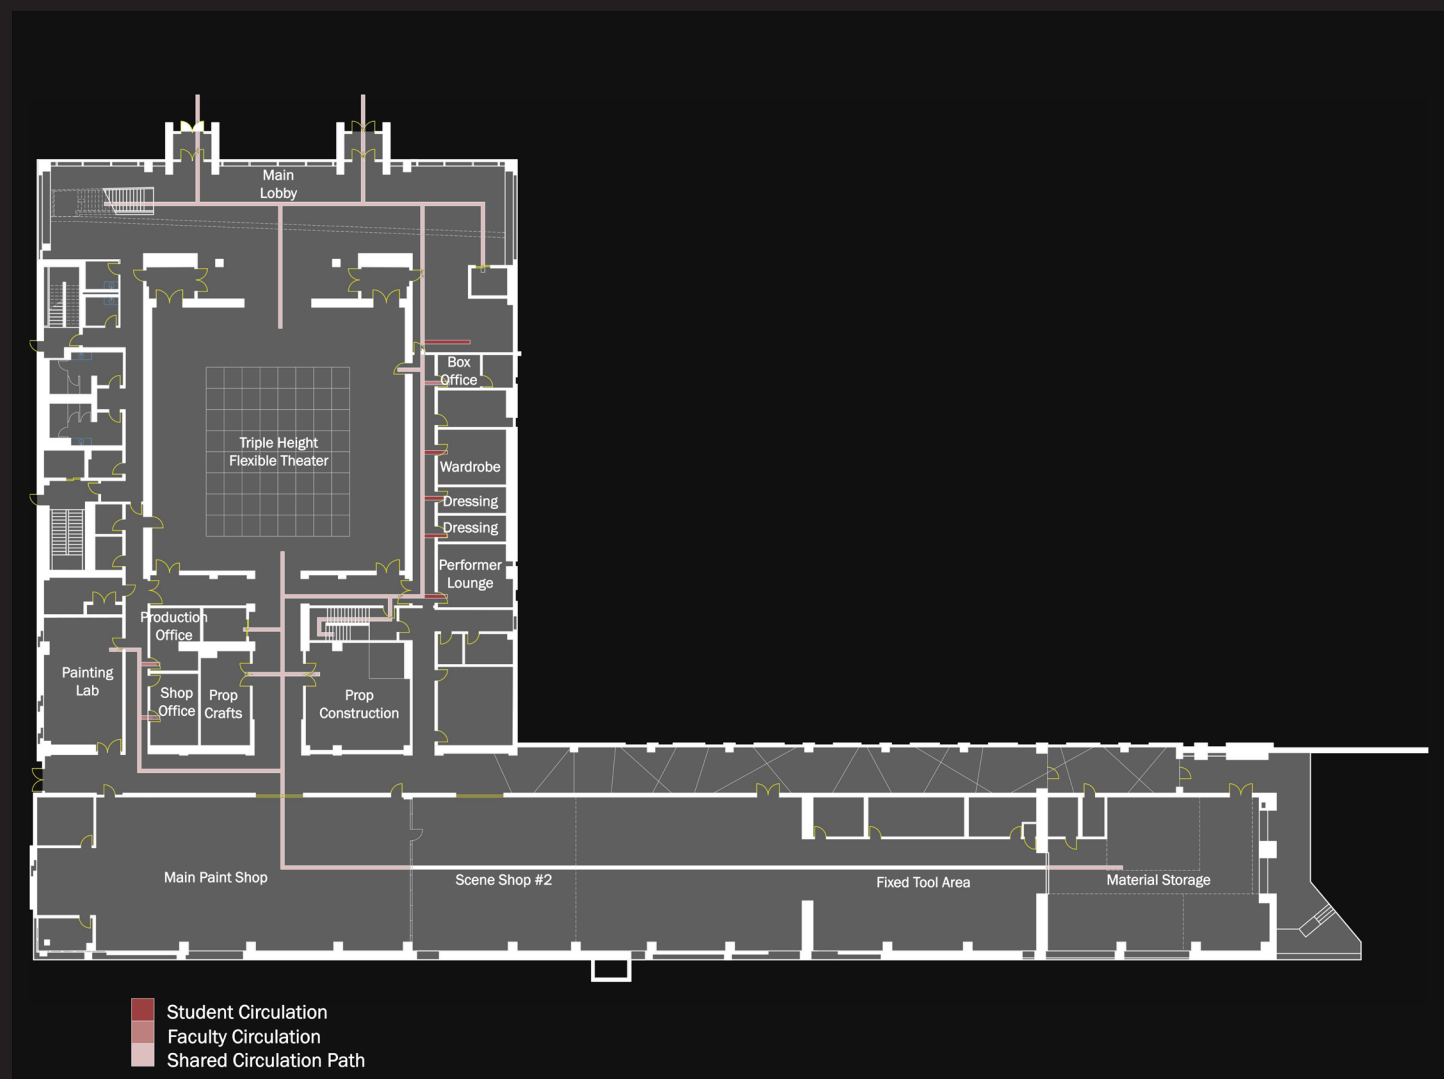 Main
Lobby
Box
Office
Triple Height
Flexible Theater
Wardrobe
Dressing
Dressing
Performer
Lounge
Production
Office
Painting
Lab
Shop
Office
Prop
Crafts
Prop
Construction
Main Paint Shop
Scene Shop #2
Fixed Tool Area
Material Storage
Student Circulation
Faculty Circulation
Shared Circulation Path